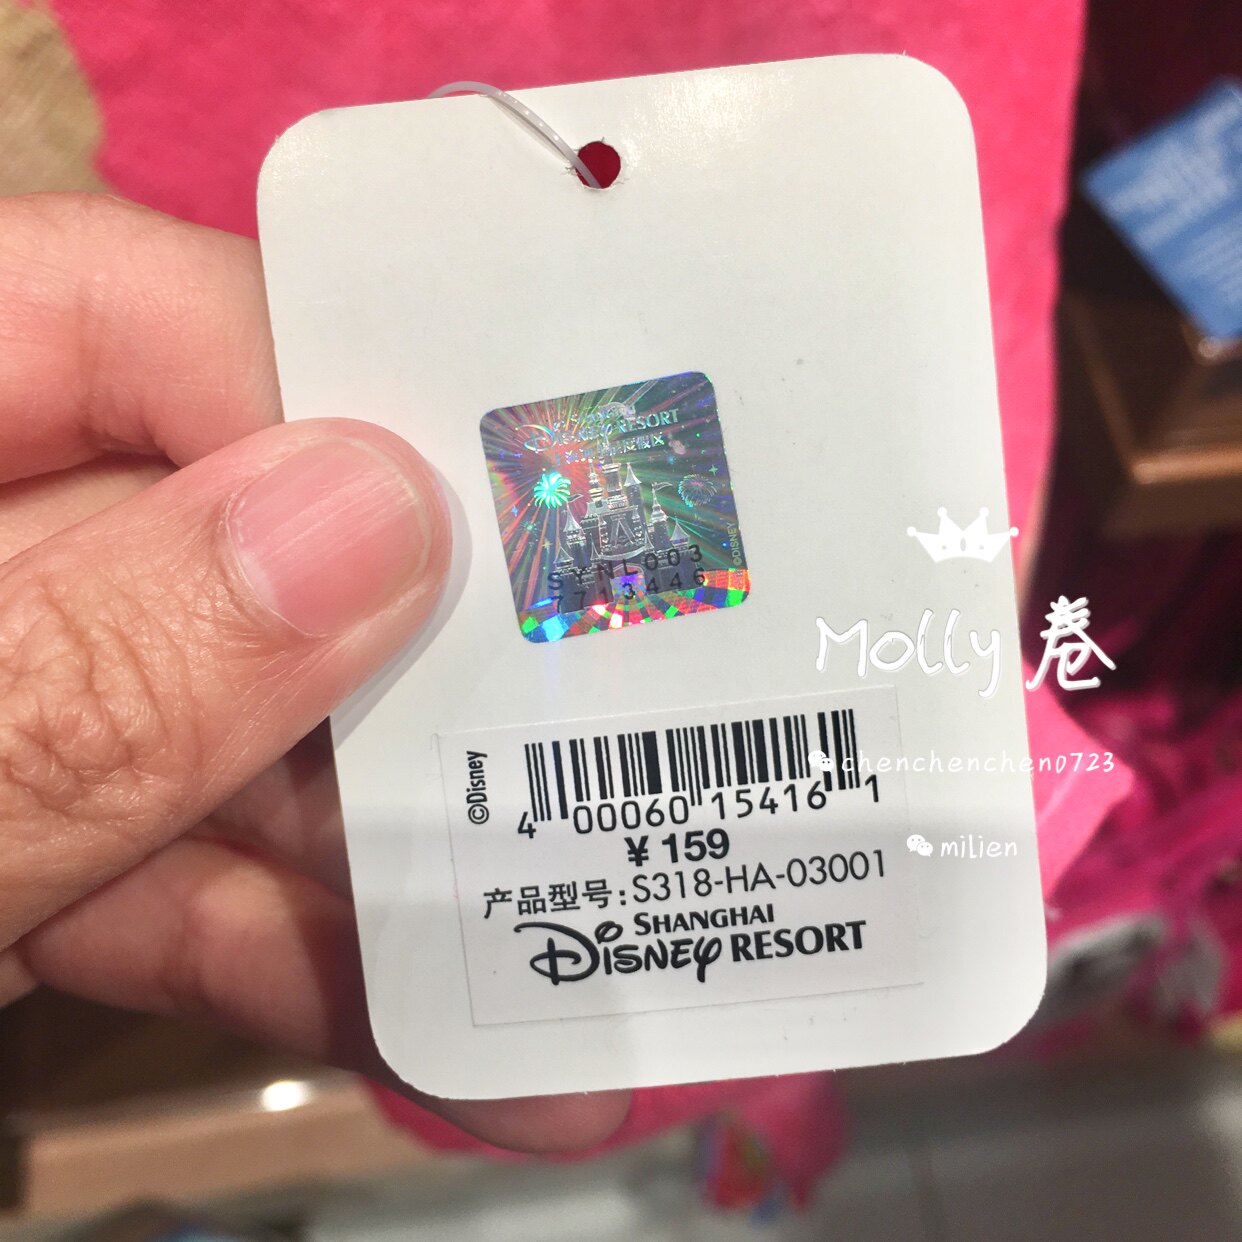 SHANGHAI
DISNEY RESORT
©DISNEY
SYNL003
7713446
Molly 卷
chenchenchen0723
milien
©Disney
4 00060 15416 1
¥ 159
产品型号:S318-HA-03001
SHANGHAI
DISNEY RESORT